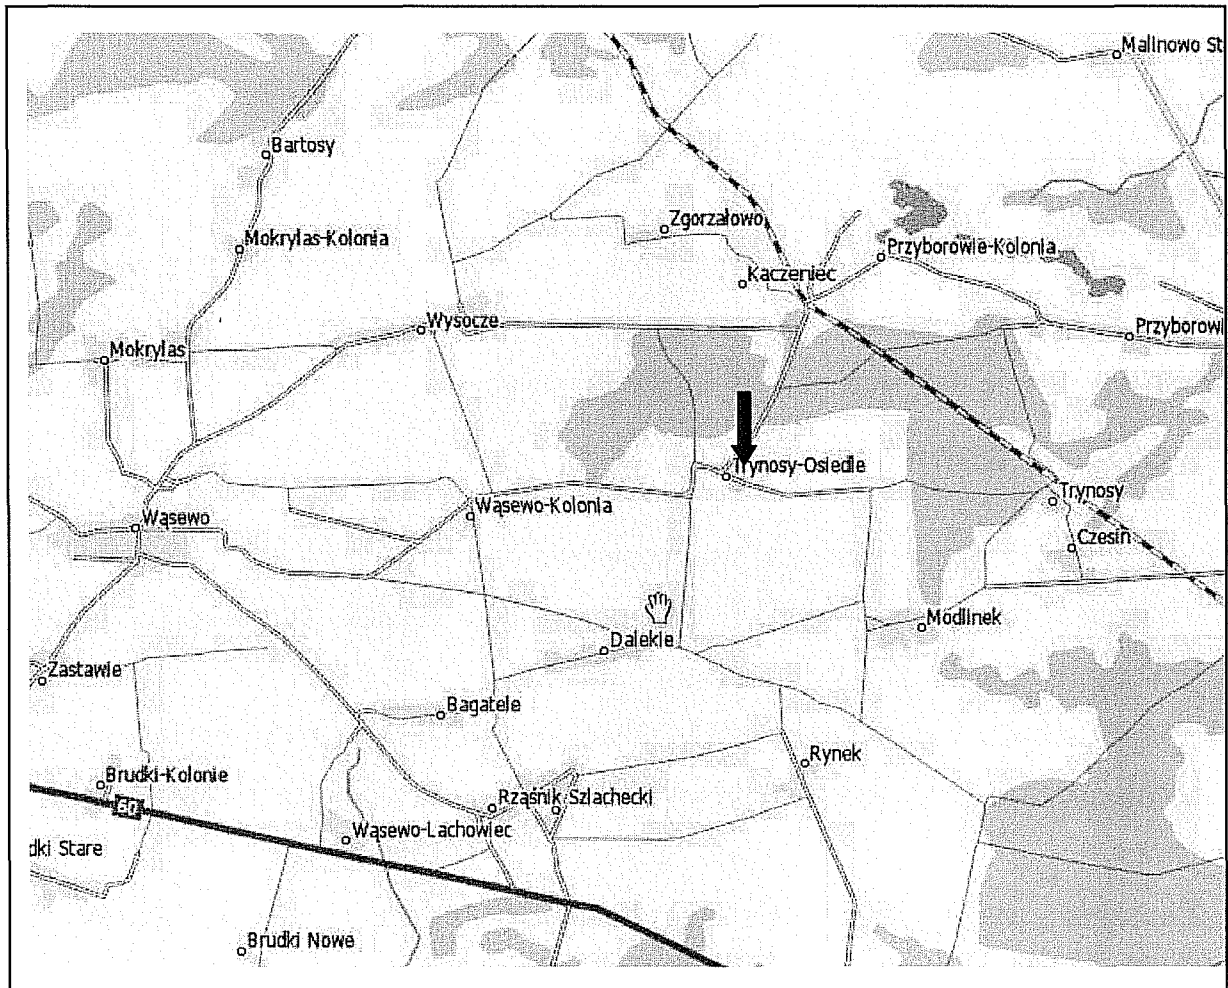 Malinowo St
Bartosy
Zgorzałowo
Mokrylas-Kolonia
Przyborowie-Kolonia
Kaczeniec
Wysocze
Przyborowi
Mokrylas
Trynosy-Osiedle
Trynosy
Wąsewo-Kolonia
Wąsewo
Czesin
Modlinek
Dalekie
Zastawie
Bagatele
Rynek
Brudki-Kolonie
60
Rząśnik Szlachecki
Wąsewo-Lachowiec
dki Stare
Brudki Nowe